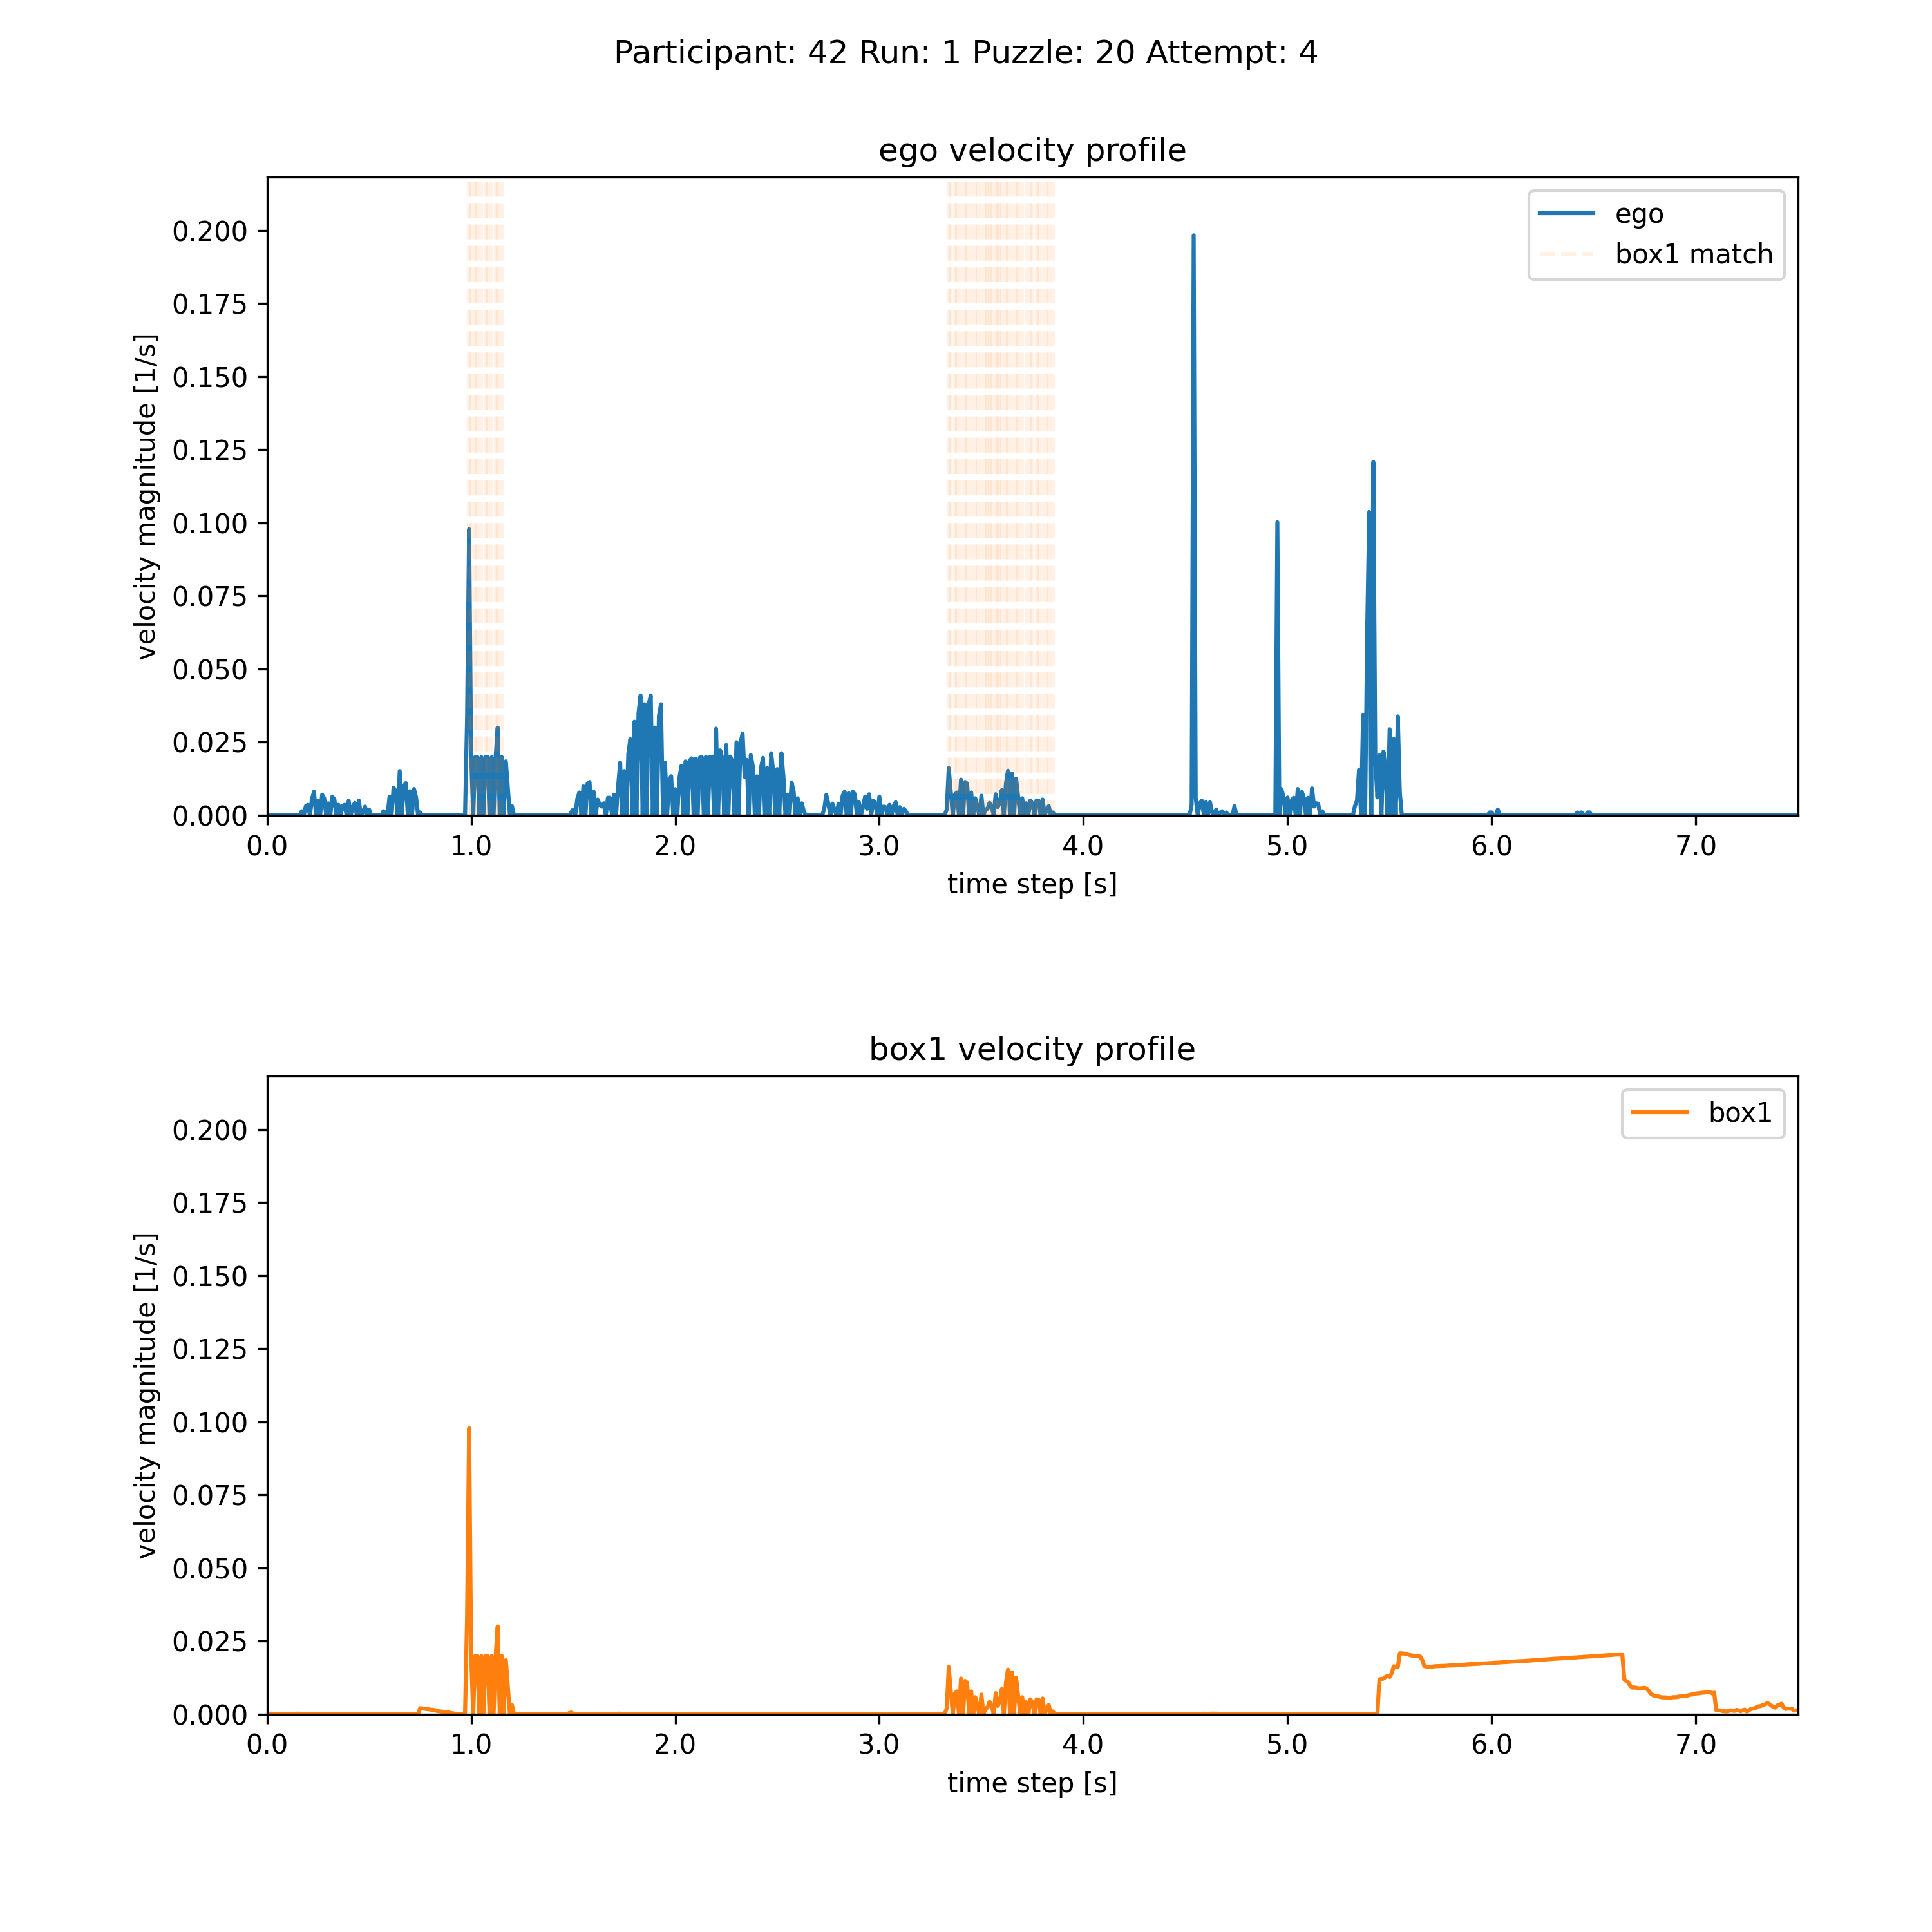 Participant: 42 Run: 1 Puzzle: 20 Attempt: 4
ego velocity profile
0.200
0.175
0.150
0.125
0.100
0.075
0.050
0.025
0.000
velocity magnitude [1/s]
ego
box1 match
0.0 1.0 2.0 3.0 4.0 5.0 6.0 7.0
time step [s]
box1 velocity profile
0.200
0.175
0.150
0.125
0.100
0.075
0.050
0.025
0.000
velocity magnitude [1/s]
box1
0.0 1.0 2.0 3.0 4.0 5.0 6.0 7.0
time step [s]